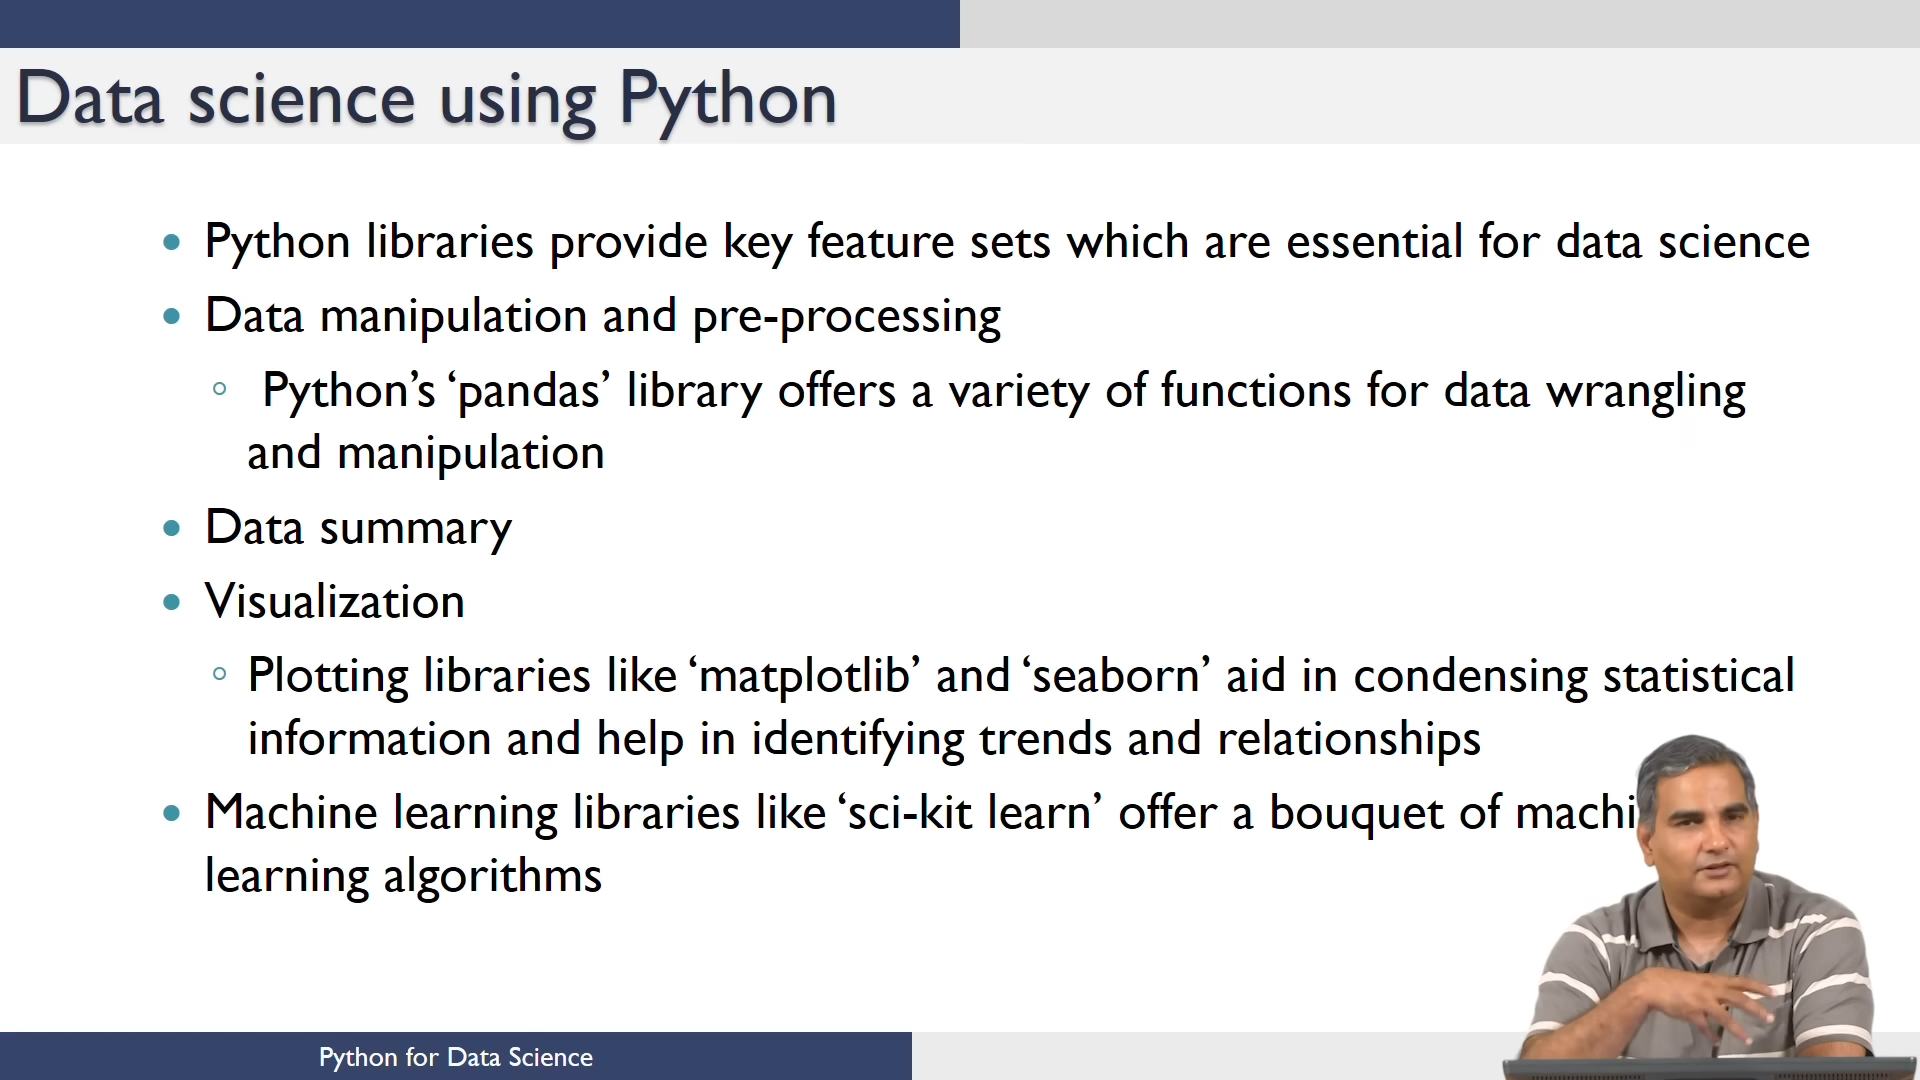 Data science using Python
• Python libraries provide key feature sets which are essential for data science
• Data manipulation and pre-processing
◦ Python’s ‘pandas’ library offers a variety of functions for data wrangling
and manipulation
• Data summary
• Visualization
◦ Plotting libraries like ‘matplotlib’ and ‘seaborn’ aid in condensing statistical
information and help in identifying trends and relationships
• Machine learning libraries like ‘sci-kit learn’ offer a bouquet of machi
learning algorithms
Python for Data Science